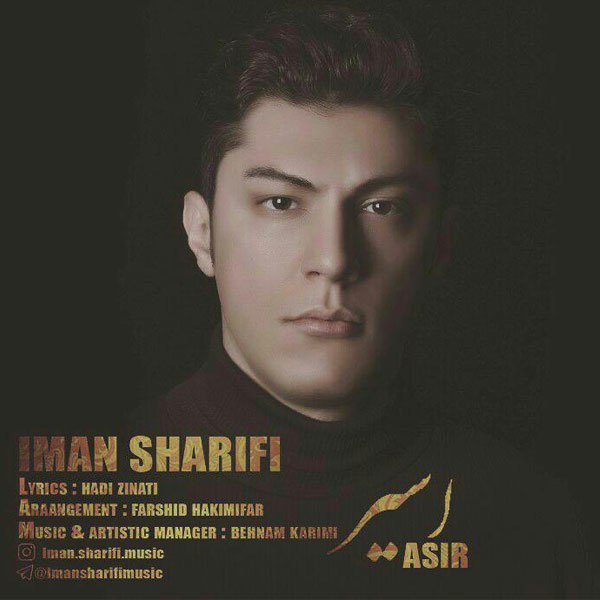 IMAN SHARIFI
LYRICS : HADI ZINATI
ARAANGEMENT : FARSHID HAKIMIFAR
MUSIC & ARTISTIC MANAGER : BEHNAM KARIMI
Iman.sharifi.music
@Imansharifimusic
اسیر
ASIR